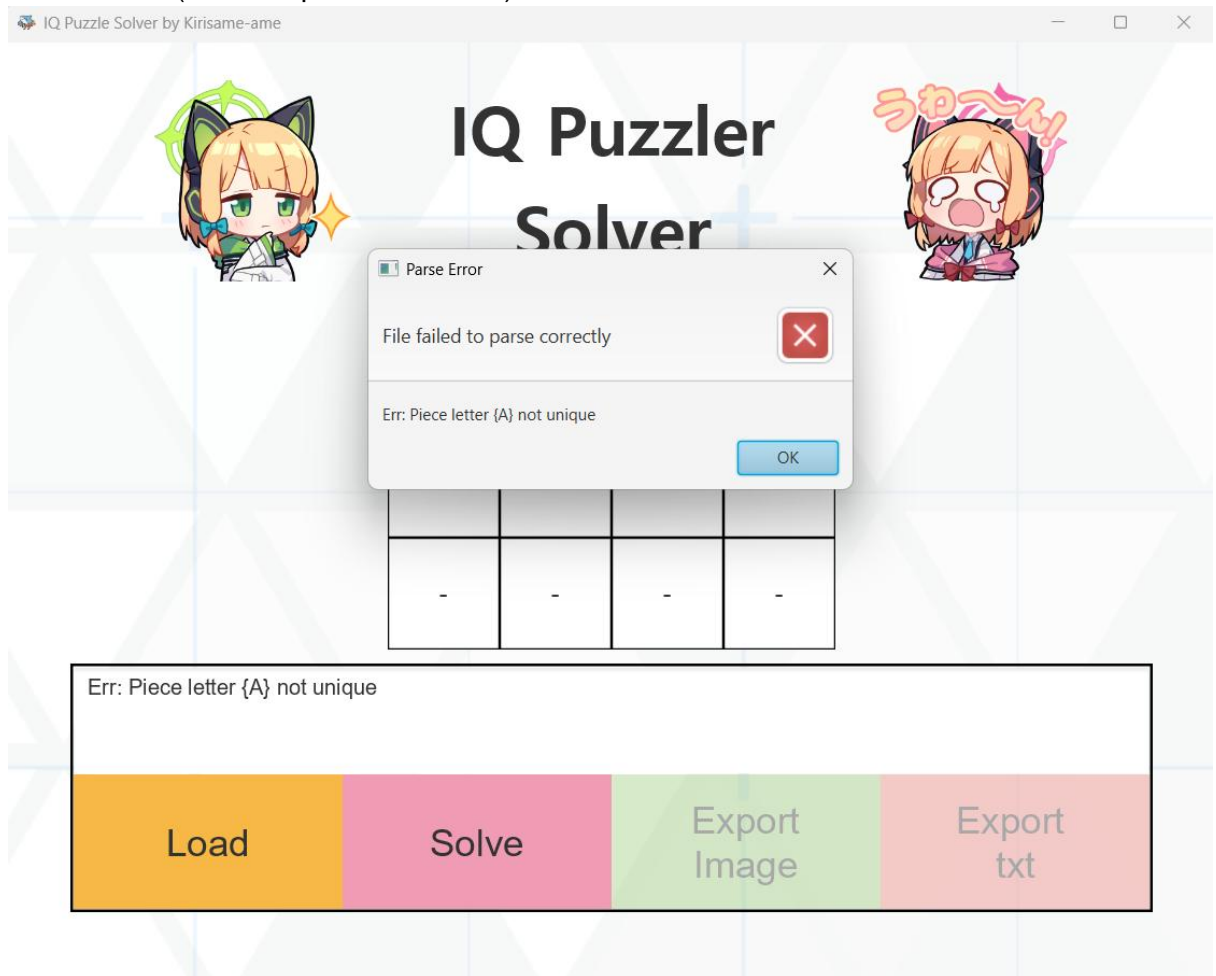 IQ Puzzle Solver by Kirisame-ame
うわ〜ん!
IQ Puzzler
Solver
Parse Error
File failed to parse correctly
Err: Piece letter {A} not unique
OK
- - - -
Err: Piece letter {A} not unique
Load
Solve
Export
Image
Export
txt